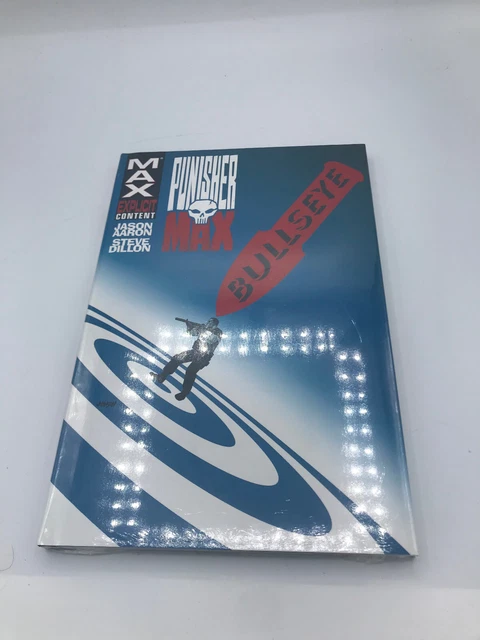 MAX
EXPLICIT
CONTENT
JASON
AARON
STEVE
DILLON
PUNISHER
MAX
BULLSEYE